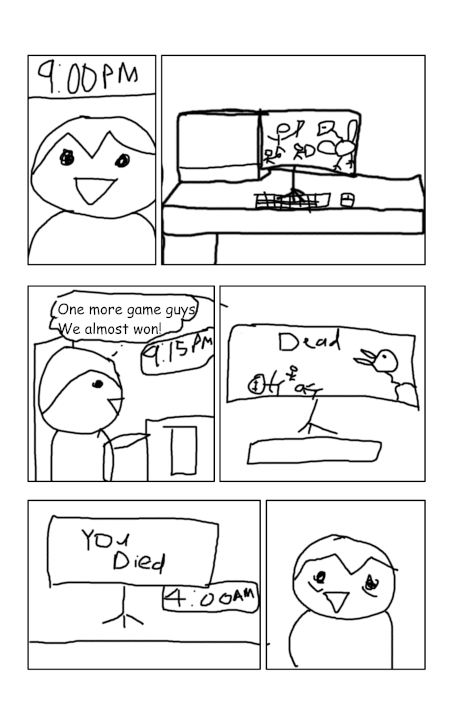 9:00PM
One more game guys
We almost won!
9:15PM
Dead
You
Died
4:00AM